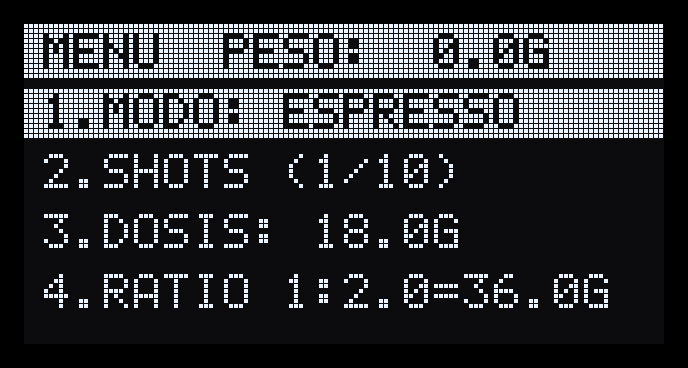 MENU  PESO:  0.0G
1.MODO: ESPRESSO
2.SHOTS (1/10)
3.DOSIS: 18.0G
4.RATIO 1:2.0=36.0G